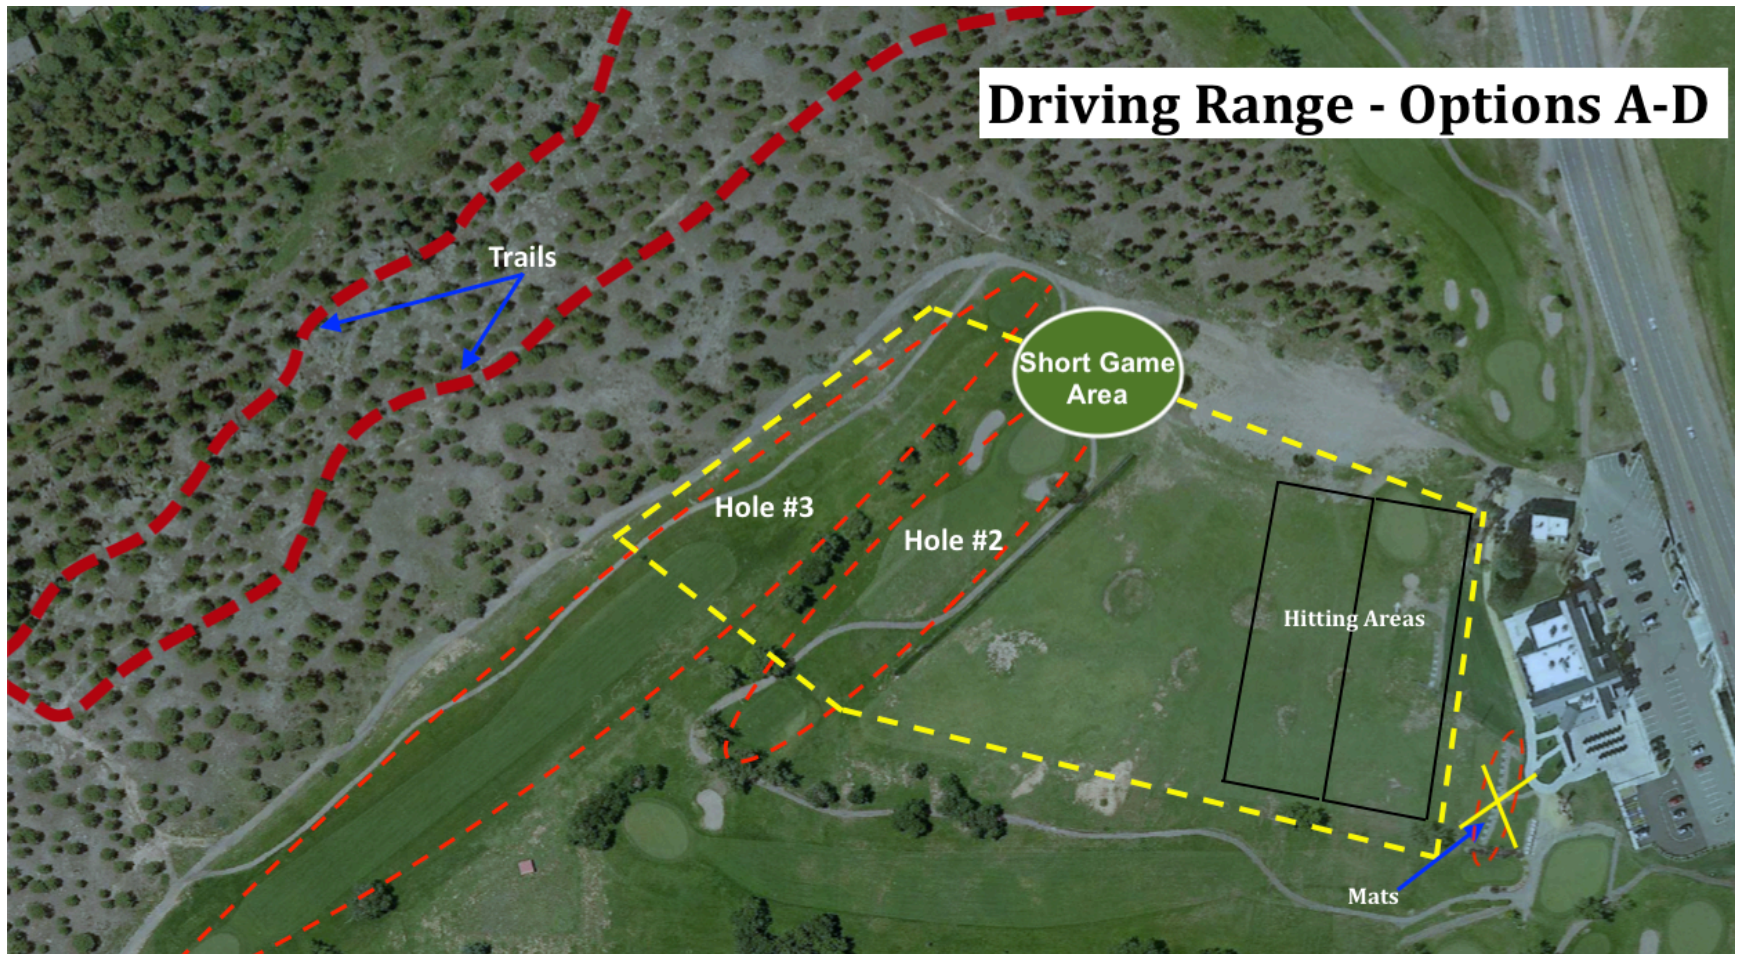 Driving Range - Options A-D
Trails
Short Game
Area
Hole #3
Hole #2
Hitting Areas
Mats